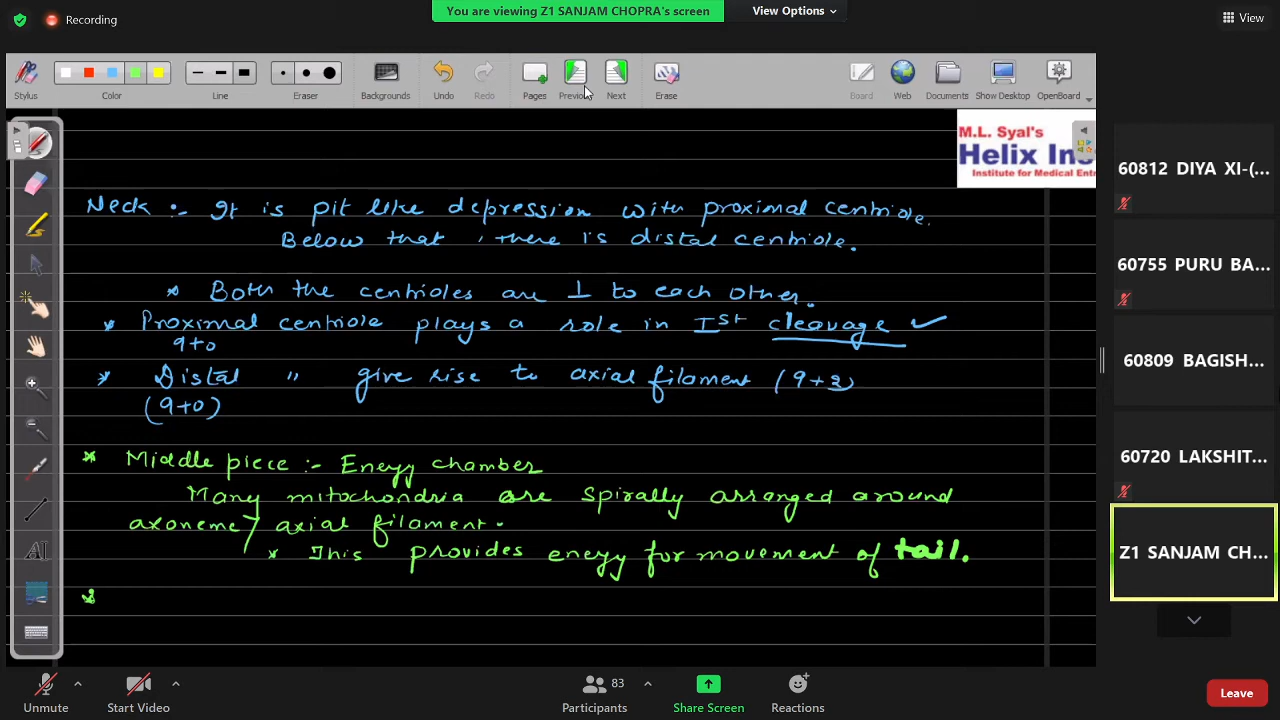 Recording
You are viewing Z1 SANJAM CHOPRA's screen
View Options
View
Stylus
Color
Line
Eraser
Backgrounds
Undo
Redo
Pages
Previous
Next
Erase
Board
Web
Documents
Show Desktop
OpenBoard
M.L. Syal's
Helix Ins
Institute for Medical Entr
Neck :- It is pit like depression with proximal centriole.
Below that, there is distal centriole.
* Both the centrioles are ⊥ to each other.
* Proximal centriole plays a role in Ist cleavage ✓
9+0
* Distal " give rise to axial filament (9+2)
(9+0)
* Middle piece :- Energy chamber
Many mitochondria are spirally arranged around
axoneme / axial filament.
* This provides energy for movement of tail.
*
60812 DIYA XI-(...
60755 PURU BA...
60809 BAGISH...
60720 LAKSHIT...
Z1 SANJAM CH...
Unmute
Start Video
83
Participants
Share Screen
Reactions
Leave